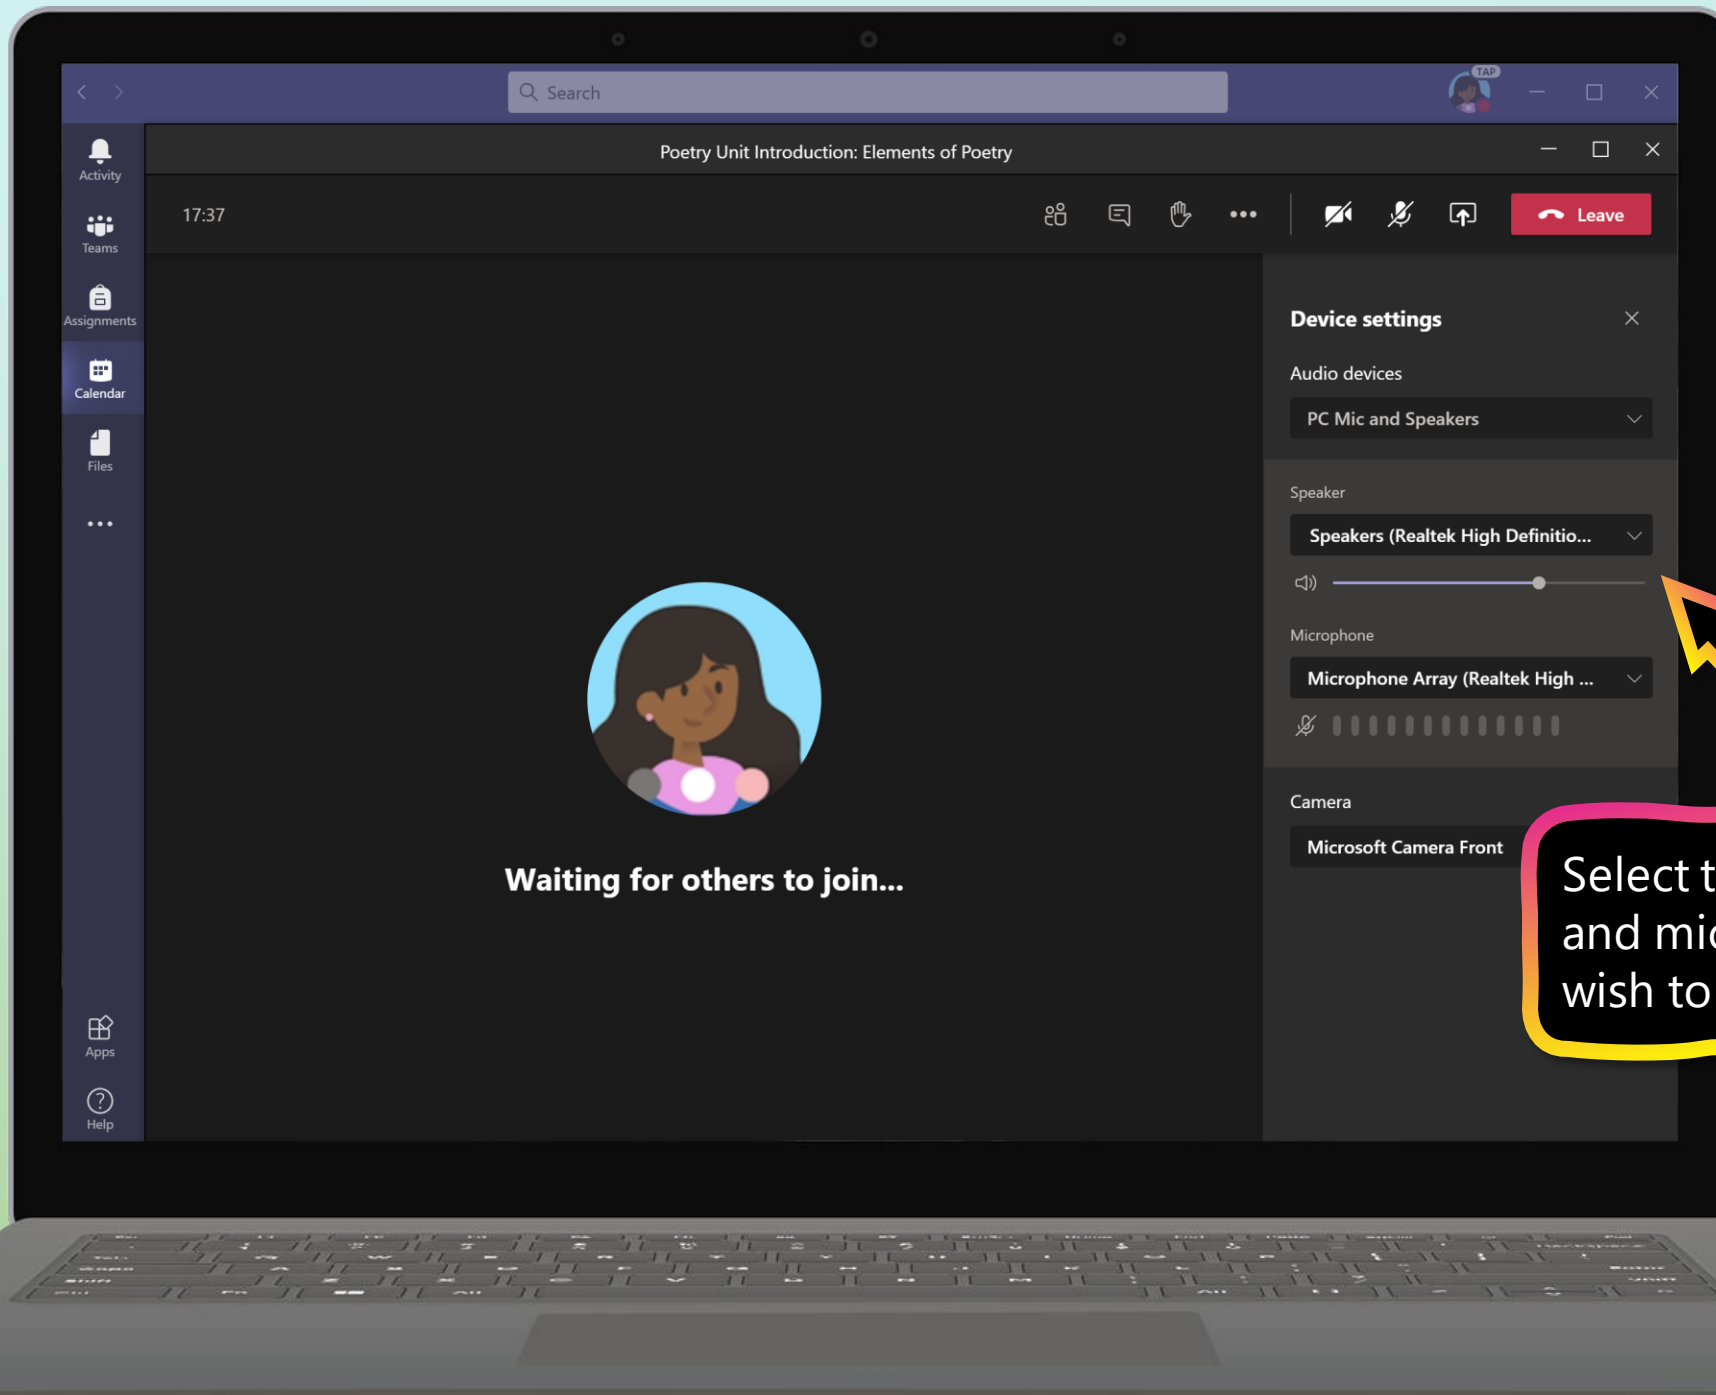 Search
TAP
Activity
Teams
Assignments
Calendar
Files
Apps
Help
Poetry Unit Introduction: Elements of Poetry
17:37
Leave
Device settings
Audio devices
PC Mic and Speakers
Speaker
Speakers (Realtek High Definitio...
Microphone
Microphone Array (Realtek High ...
Camera
Microsoft Camera Front
Waiting for others to join...
Select t
and mic
wish to